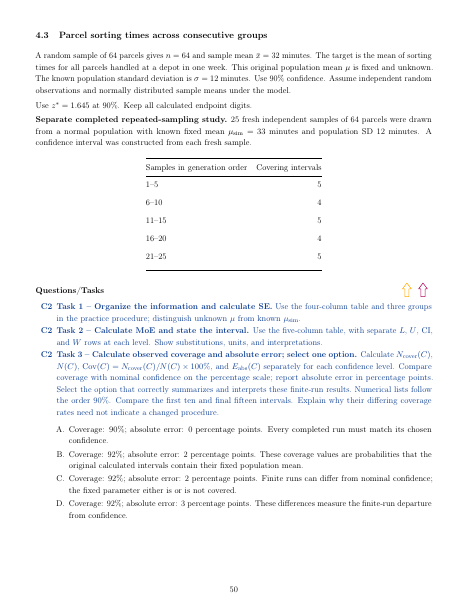 4.3 Parcel sorting times across consecutive groups
A random sample of 64 parcels gives n = 64 and sample mean x̄ = 32 minutes. The target is the mean of sorting
times for all parcels handled at a depot in one week. This original population mean μ is fixed and unknown.
The known population standard deviation is σ = 12 minutes. Use 90% confidence. Assume independent random
observations and normally distributed sample means under the model.
Use z* = 1.645 at 90%. Keep all calculated endpoint digits.
Separate completed repeated-sampling study. 25 fresh independent samples of 64 parcels were drawn
from a normal population with known fixed mean μsim = 33 minutes and population SD 12 minutes. A
confidence interval was constructed from each fresh sample.
Samples in generation order Covering intervals
1–5 5
6–10 4
11–15 5
16–20 4
21–25 5
Questions/Tasks
C2 Task 1 – Organize the information and calculate SE. Use the four-column table and three groups
in the practice procedure; distinguish unknown μ from known μsim.
C2 Task 2 – Calculate MoE and state the interval. Use the five-column table, with separate L, U, CI,
and W rows at each level. Show substitutions, units, and interpretations.
C2 Task 3 – Calculate observed coverage and absolute error; select one option. Calculate Ncover(C),
N(C), Cov(C) = Ncover(C)/N(C) × 100%, and Eabs(C) separately for each confidence level. Compare
coverage with nominal confidence on the percentage scale; report absolute error in percentage points.
Select the option that correctly summarizes and interprets these finite-run results. Numerical lists follow
the order 90%. Compare the first ten and final fifteen intervals. Explain why their differing coverage
rates need not indicate a changed procedure.
A. Coverage: 90%; absolute error: 0 percentage points. Every completed run must match its chosen
confidence.
B. Coverage: 92%; absolute error: 2 percentage points. These coverage values are probabilities that the
original calculated intervals contain their fixed population mean.
C. Coverage: 92%; absolute error: 2 percentage points. Finite runs can differ from nominal confidence;
the fixed parameter either is or is not covered.
D. Coverage: 92%; absolute error: 3 percentage points. These differences measure the finite-run departure
from confidence.
50